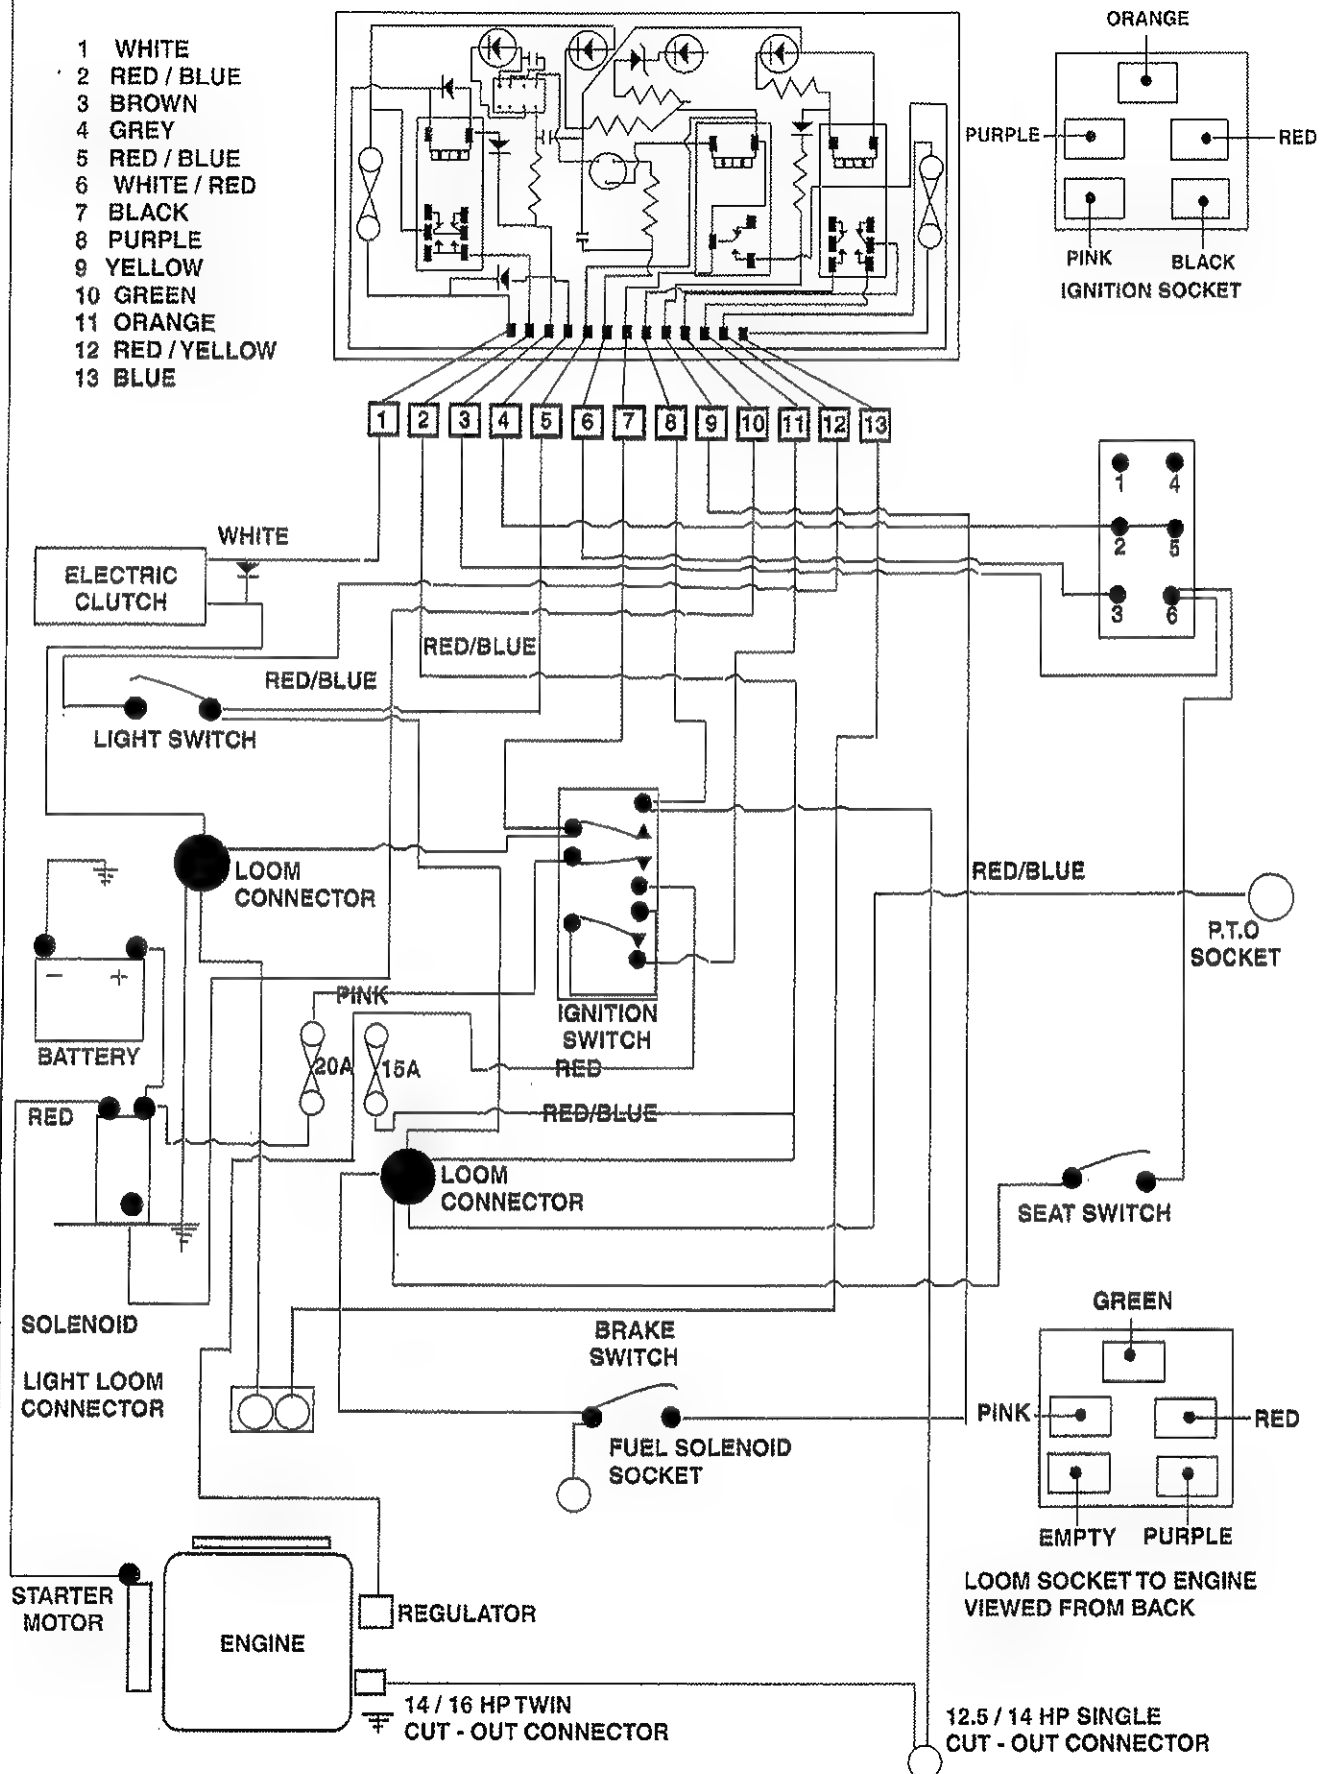 1 WHITE
2 RED / BLUE
3 BROWN
4 GREY
5 RED / BLUE
6 WHITE / RED
7 BLACK
8 PURPLE
9 YELLOW
10 GREEN
11 ORANGE
12 RED / YELLOW
13 BLUE
ORANGE
PURPLE
RED
PINK
BLACK
IGNITION SOCKET
1 2 3 4 5 6 7 8 9 10 11 12 13
1 4
2 5
3 6
WHITE
ELECTRIC
CLUTCH
RED/BLUE
RED/BLUE
LIGHT SWITCH
LOOM
CONNECTOR
RED/BLUE
P.T.O
SOCKET
- +
BATTERY
PINK
IGNITION
SWITCH
20A
15A
RED
RED
RED/BLUE
LOOM
CONNECTOR
SEAT SWITCH
SOLENOID
LIGHT LOOM
CONNECTOR
BRAKE
SWITCH
FUEL SOLENOID
SOCKET
GREEN
PINK
RED
EMPTY PURPLE
LOOM SOCKET TO ENGINE
VIEWED FROM BACK
STARTER
MOTOR
ENGINE
REGULATOR
14 / 16 HP TWIN
CUT - OUT CONNECTOR
12.5 / 14 HP SINGLE
CUT - OUT CONNECTOR